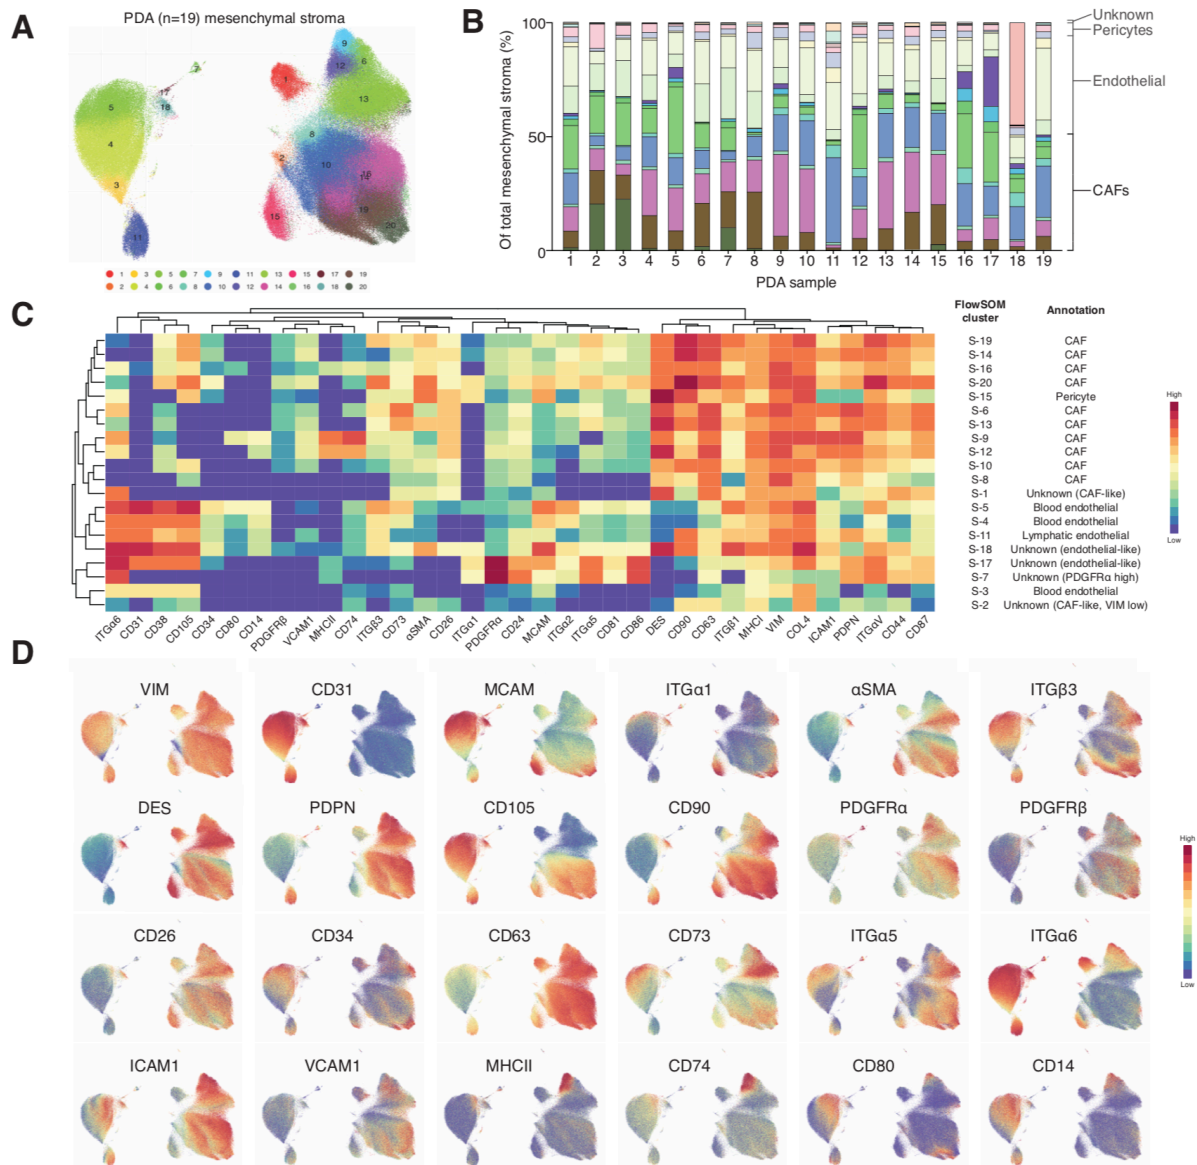 A
PDA (n=19) mesenchymal stroma
9
6
12
7
1
17
18
13
5
8
4
2
10
16
14
3
19
15
20
11
1 3 5 7 9 11 13 15 17 19
2 4 6 8 10 12 14 16 18 20
B
Of total mesenchymal stroma (%)
100
50
0
1 2 3 4 5 6 7 8 9 10 11 12 13 14 15 16 17 18 19
PDA sample
Unknown
Pericytes
Endothelial
CAFs
C
FlowSOM cluster
Annotation
S-19 CAF
S-14 CAF
S-16 CAF
S-20 CAF
S-15 Pericyte
S-6 CAF
S-13 CAF
S-9 CAF
S-12 CAF
S-10 CAF
S-8 CAF
S-1 Unknown (CAF-like)
S-5 Blood endothelial
S-4 Blood endothelial
S-11 Lymphatic endothelial
S-18 Unknown (endothelial-like)
S-17 Unknown (endothelial-like)
S-7 Unknown (PDGFRα high)
S-3 Blood endothelial
S-2 Unknown (CAF-like, VIM low)
High
Low
ITGα6 CD31 CD38 CD105 CD34 CD80 CD14 PDGFRβ VCAM1 MHCII CD74 ITGβ3 CD73 αSMA CD26 ITGα1 PDGFRα CD24 MCAM ITGα2 ITGα5 CD81 CD86 DES CD90 CD63 ITGβ1 MHCI VIM COL4 ICAM1 PDPN ITGαV CD44 CD87
D
VIM CD31 MCAM ITGα1 αSMA ITGβ3
DES PDPN CD105 CD90 PDGFRα PDGFRβ
High
Low
CD26 CD34 CD63 CD73 ITGα5 ITGα6
ICAM1 VCAM1 MHCII CD74 CD80 CD14